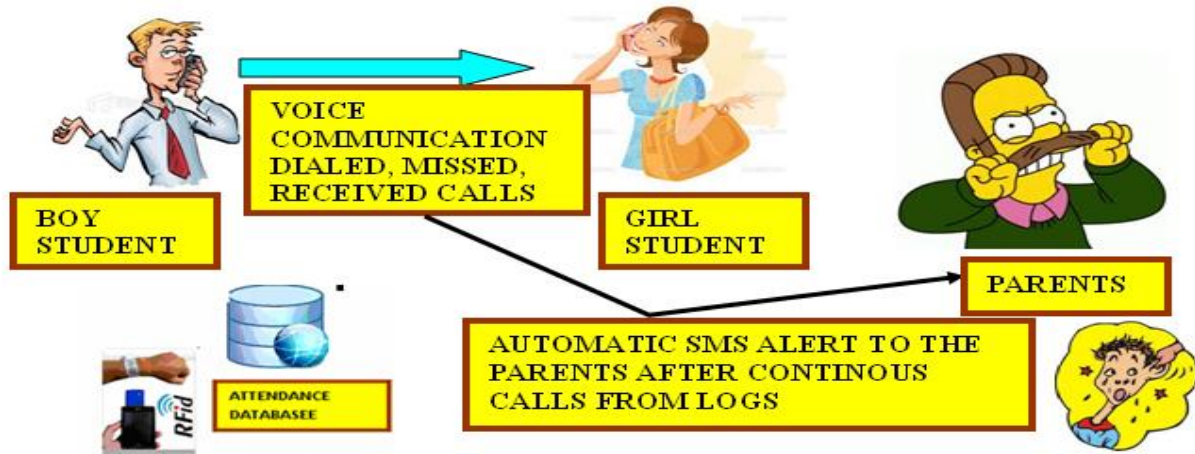 VOICE
COMMUNICATION
DIALED, MISSED,
RECEIVED CALLS
BOY
STUDENT
GIRL
STUDENT
PARENTS
AUTOMATIC SMS ALERT TO THE
PARENTS AFTER CONTINOUS
CALLS FROM LOGS
ATTENDANCE
DATABASEE
RFid